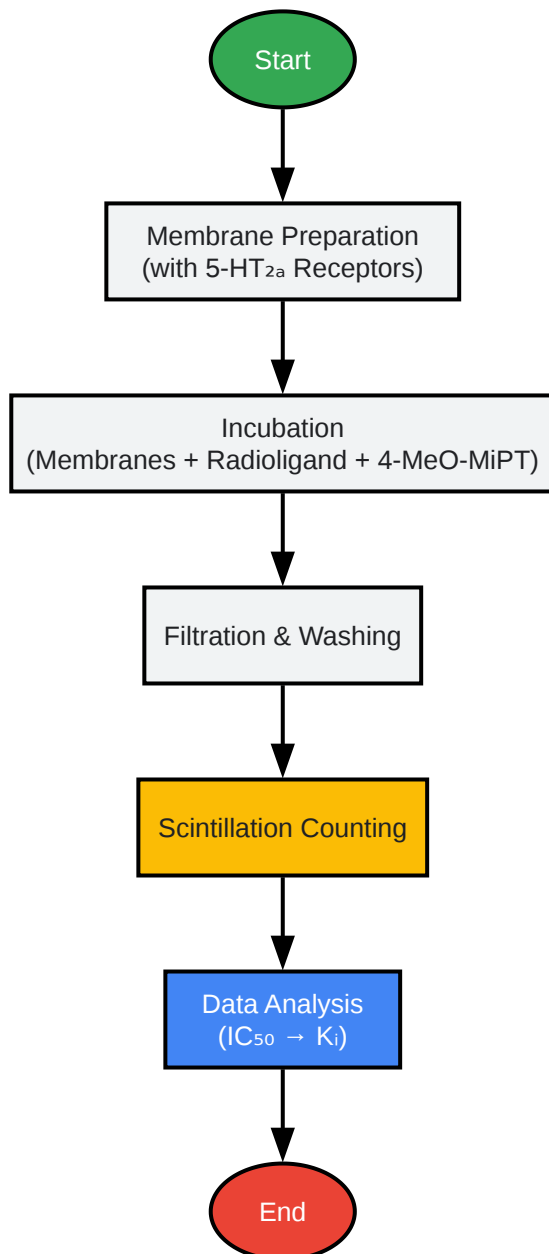 Start
Membrane Preparation
(with 5-HT₂ₐ Receptors)
Incubation
(Membranes + Radioligand + 4-MeO-MiPT)
Filtration & Washing
Scintillation Counting
Data Analysis
(IC₅₀ → Kᵢ)
End